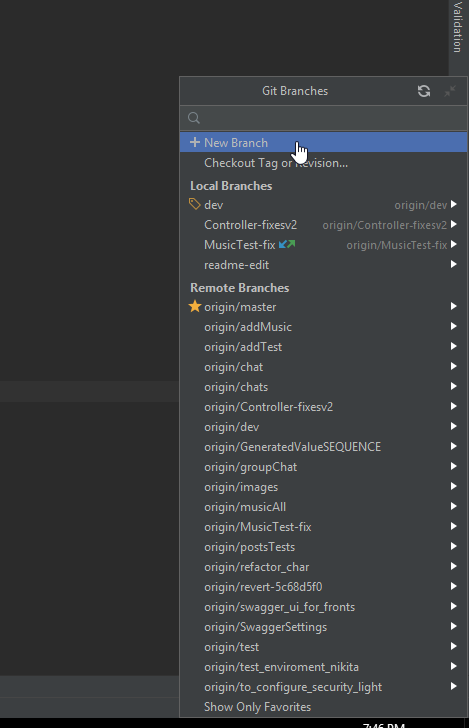 Validation
Git Branches
New Branch
Checkout Tag or Revision...
Local Branches
dev origin/dev
Controller-fixesv2 origin/Controller-fixesv2
MusicTest-fix origin/MusicTest-fix
readme-edit
Remote Branches
origin/master
origin/addMusic
origin/addTest
origin/chat
origin/chats
origin/Controller-fixesv2
origin/dev
origin/GeneratedValueSEQUENCE
origin/groupChat
origin/images
origin/musicAll
origin/MusicTest-fix
origin/postsTests
origin/refactor_char
origin/revert-5c68d5f0
origin/swagger_ui_for_fronts
origin/SwaggerSettings
origin/test
origin/test_enviroment_nikita
origin/to_configure_security_light
Show Only Favorites
7:46 PM